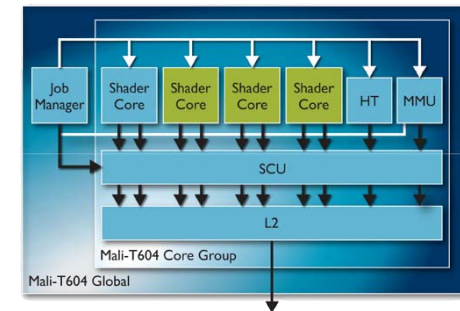 Job
Manager
Shader
Core
Shader
Core
Shader
Core
Shader
Core
HT
MMU
SCU
L2
Mali-T604 Core Group
Mali-T604 Global